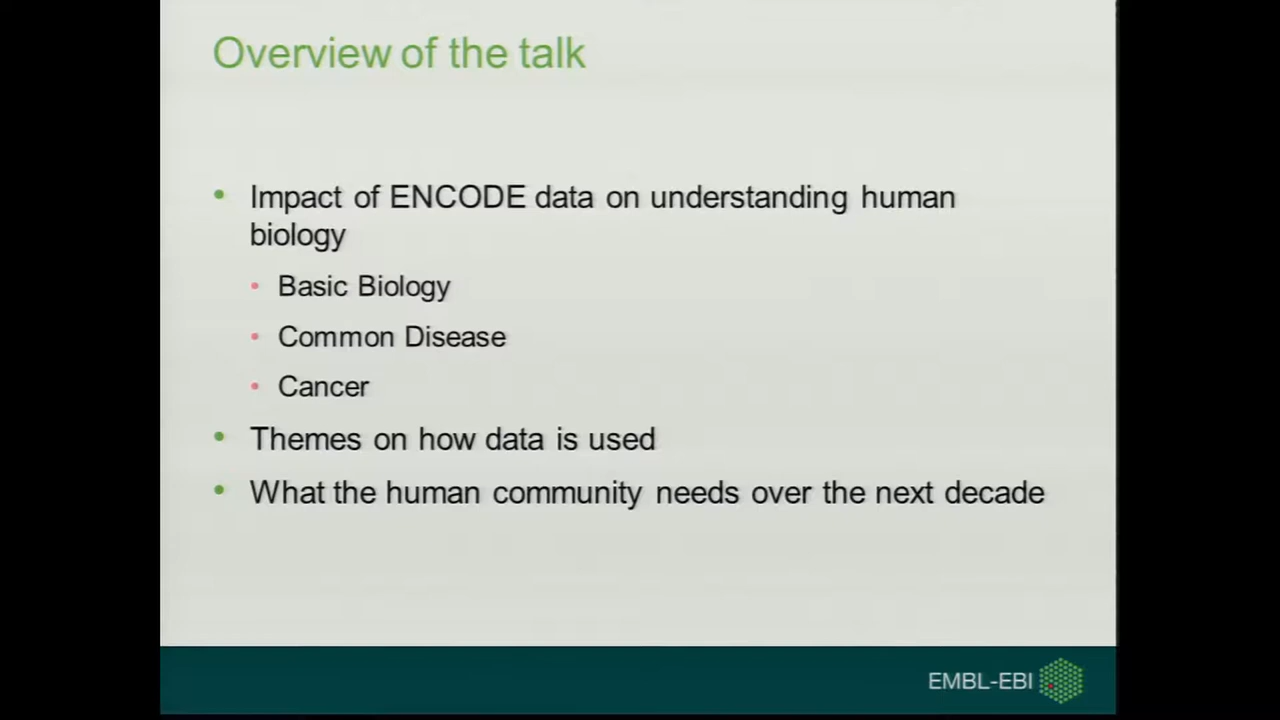 Overview of the talk
• Impact of ENCODE data on understanding human
biology
• Basic Biology
• Common Disease
• Cancer
• Themes on how data is used
• What the human community needs over the next decade
EMBL-EBI